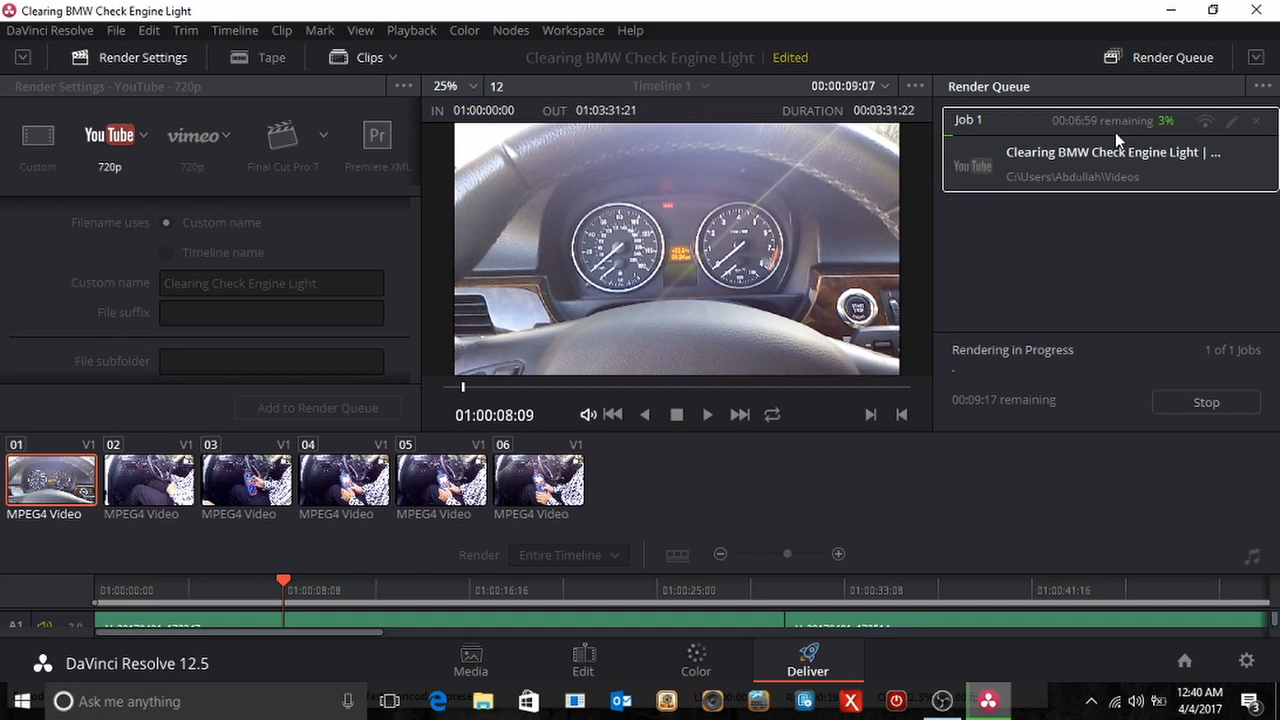 Clearing BMW Check Engine Light
DaVinci Resolve File Edit Trim Timeline Clip Mark View Playback Color Nodes Workspace Help
Render Settings Tape Clips Clearing BMW Check Engine Light Edited Render Queue
Render Settings - YouTube - 720p 25% 12 Timeline 1 00:00:09:07 Render Queue
IN 01:00:00:00 OUT 01:03:31:21 DURATION 00:03:31:22
Job 1 00:06:59 remaining 3%
Clearing BMW Check Engine Light | ...
YouTube
C:\Users\Abdullah\Videos
YouTube vimeo Pr
Custom 720p 720p Final Cut Pro 7 Premiere XML
Filename uses Custom name
Timeline name
Custom name Clearing Check Engine Light
File suffix
File subfolder
Add to Render Queue
START
STOP
Rendering in Progress 1 of 1 Jobs
00:09:17 remaining Stop
01:00:08:09
01 V1 02 V1 03 V1 04 V1 05 V1 06 V1
MPEG4 Video MPEG4 Video MPEG4 Video MPEG4 Video MPEG4 Video MPEG4 Video
Render Entire Timeline
01:00:00:00 01:00:08:08 01:00:16:16 01:00:25:00 01:00:33:08 01:00:41:16
A1 2.0
DaVinci Resolve 12.5 Media Edit Color Deliver
Ask me anything
12:40 AM
4/4/2017
3